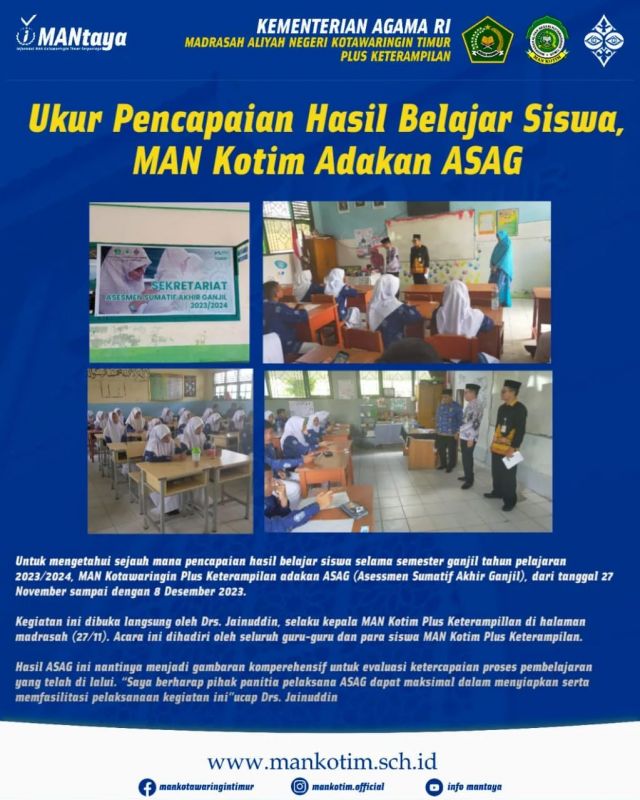 iMANtaya
KEMENTERIAN AGAMA RI
MADRASAH ALIYAH NEGERI KOTAWARINGIN TIMUR
PLUS KETERAMPILAN
MAN KOTIM
Ukur Pencapaian Hasil Belajar Siswa,
MAN Kotim Adakan ASAG
SEKRETARIAT
ASESMEN SUMATIF AKHIR GANJIL
2023/2024
Untuk mengetahui sejauh mana pencapaian hasil belajar siswa selama semester ganjil tahun pelajaran
2023/2024, MAN Kotawaringin Plus Keterampilan adakan ASAG (Asessmen Sumatif Akhir Ganjil), dari tanggal 27
November sampai dengan 8 Desember 2023.
Kegiatan ini dibuka langsung oleh Drs. Jainuddin, selaku kepala MAN Kotim Plus Keterampillan di halaman
madrasah (27/11). Acara ini dihadiri oleh seluruh guru-guru dan para siswa MAN Kotim Plus Keterampilan.
Hasil ASAG ini nantinya menjadi gambaran komperehensif untuk evaluasi ketercapaian proses pembelajaran
yang telah di lalui. "Saya berharap pihak panitia pelaksana ASAG dapat maksimal dalam menyiapkan serta
memfasilitasi pelaksanaan kegiatan ini"ucap Drs. Jainuddin
www.mankotim.sch.id
mankotawaringintimur
mankotim.official
info mantaya